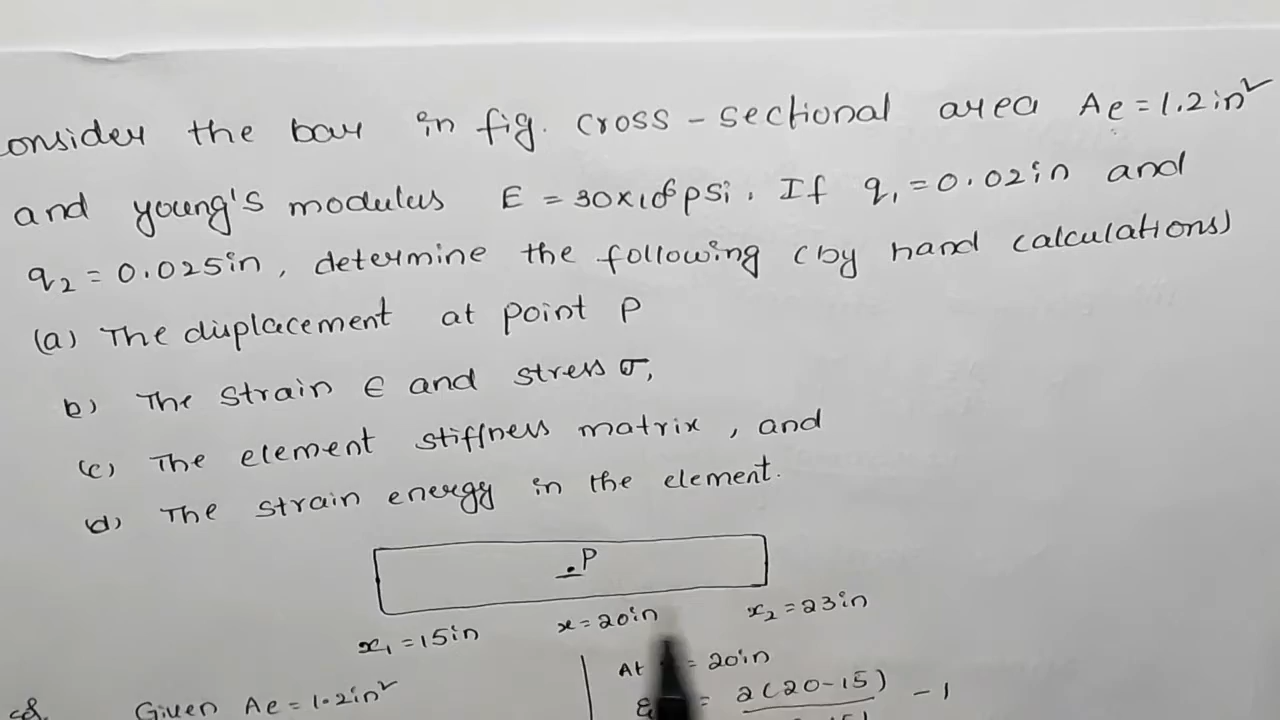 onsider the bar in fig. cross-sectional area Ae = 1.2in²
and young's modulus E = 30×10⁶ psi. If q₁ = 0.02in and
q₂ = 0.025in, determine the following (by hand calculations)
(a) The displacement at point P
b) The strain ε and stress σ,
(c) The element stiffness matrix, and
d) The strain energy in the element.
.P
x₁ = 15in x = 20in x₂ = 23in
At = 20in
Given Ae = 1.2in²
= 2(20-15) - 1